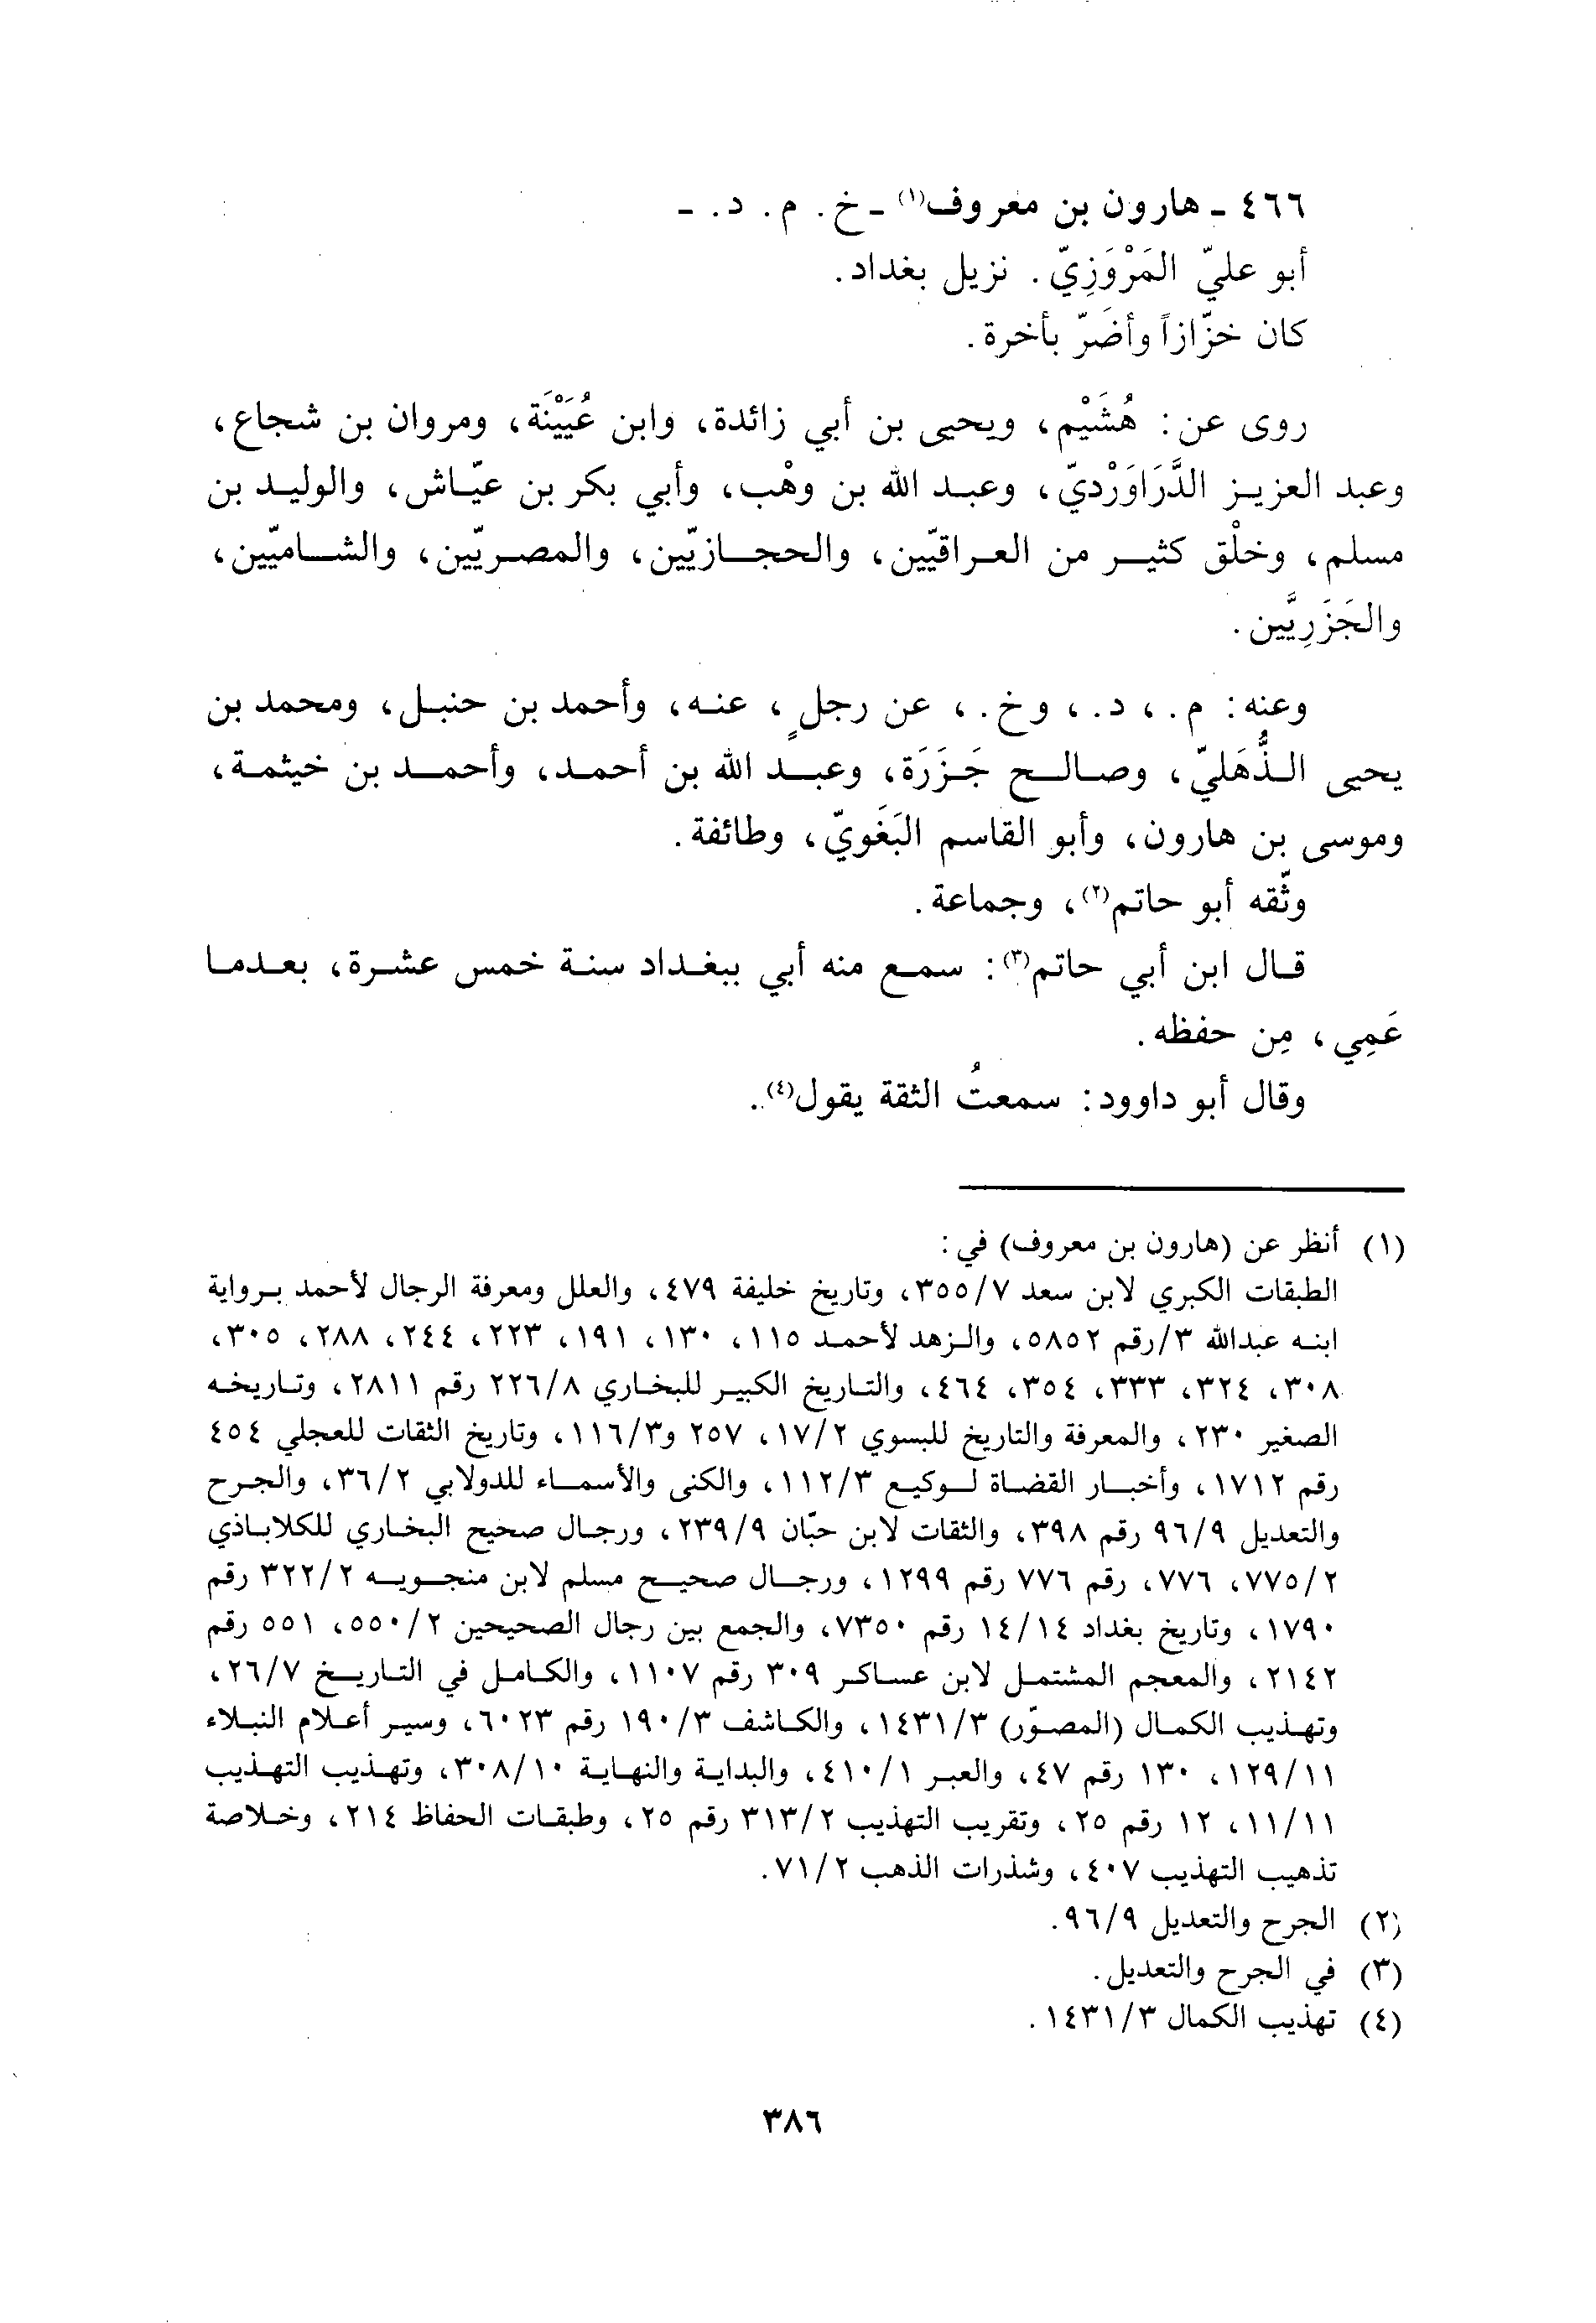 ٤٦٦ - هارون بن معروف(١) - خ. م. د. -
أبو عليّ المَرْوَزِيّ. نزيل بغداد.
كان خزّازاً وأضَرّ بأخرة.
روى عن: هُشَيْم، ويحيى بن أبي زائدة، وابن عُيَيْنَة، ومروان بن شجاع،
وعبد العزيز الدَّرَاوَرْديّ، وعبد الله بن وهْب، وأبي بكر بن عيّاش، والوليد بن
مسلم، وخلْق كثير من العراقيّين، والحجازيّين، والمصريّين، والشاميّين،
والجَزَرِيَّين.
وعنه: م.، د.، وخ.، عن رجلٍ، عنه، وأحمد بن حنبل، ومحمد بن
يحيى الذُّهَليّ، وصالح جَزَرَة، وعبد الله بن أحمد، وأحمد بن خيثمة،
وموسى بن هارون، وأبو القاسم البَغَويّ، وطائفة.
وثّقه أبو حاتم(٢)، وجماعة.
قال ابن أبي حاتم(٣): سمع منه أبي ببغداد سنة خمس عشرة، بعدما
عَمِي، مِن حفظه.
وقال أبو داوود: سمعتُ الثقة يقول(٤)..
(١) أنظر عن (هارون بن معروف) في:
الطبقات الكبري لابن سعد ٣٥٥/٧، وتاريخ خليفة ٤٧٩، والعلل ومعرفة الرجال لأحمد برواية
ابنه عبدالله ٣/رقم ٥٨٥٢، والزهد لأحمد ١١٥، ١٣٠، ١٩١، ٢٢٣، ٢٤٤، ٢٨٨، ٣٠٥،
٣٠٨، ٣٢٤، ٣٣٣، ٣٥٤، ٤٦٤، والتاريخ الكبير للبخاري ٢٢٦/٨ رقم ٢٨١١، وتاريخه
الصغير ٢٣٠، والمعرفة والتاريخ للبسوي ١٧/٢، ٢٥٧ و١١٦/٣، وتاريخ الثقات للعجلي ٤٥٤
رقم ١٧١٢، وأخبار القضاة لوكيع ١١٢/٣، والكنى والأسماء للدولابي ٣٦/٢، والجرح
والتعديل ٩٦/٩ رقم ٣٩٨، والثقات لابن حبّان ٢٣٩/٩، ورجال صحيح البخاري للكلاباذي
٧٧٥/٢، ٧٧٦، رقم ٧٧٦ رقم ١٢٩٩، ورجال صحيح مسلم لابن منجويه ٣٢٢/٢ رقم
١٧٩٠، وتاريخ بغداد ١٤/١٤ رقم ٧٣٥٠، والجمع بين رجال الصحيحين ٥٥٠/٢، ٥٥١ رقم
٢١٤٢، والمعجم المشتمل لابن عساكر ٣٠٩ رقم ١١٠٧، والكامل في التاريخ ٢٦/٧،
وتهذيب الكمال (المصوّر) ١٤٣١/٣، والكاشف ١٩٠/٣ رقم ٦٠٢٣، وسير أعلام النبلاء
١٢٩/١١، ١٣٠ رقم ٤٧، والعبر ٤١٠/١، والبداية والنهاية ٣٠٨/١٠، وتهذيب التهذيب
١١/١١، ١٢ رقم ٢٥، وتقريب التهذيب ٣١٣/٢ رقم ٢٥، وطبقات الحفاظ ٢١٤، وخلاصة
تذهيب التهذيب ٤٠٧، وشذرات الذهب ٧١/٢.
(٢) الجرح والتعديل ٩٦/٩.
(٣) في الجرح والتعديل.
(٤) تهذيب الكمال ١٤٣١/٣.
٣٨٦